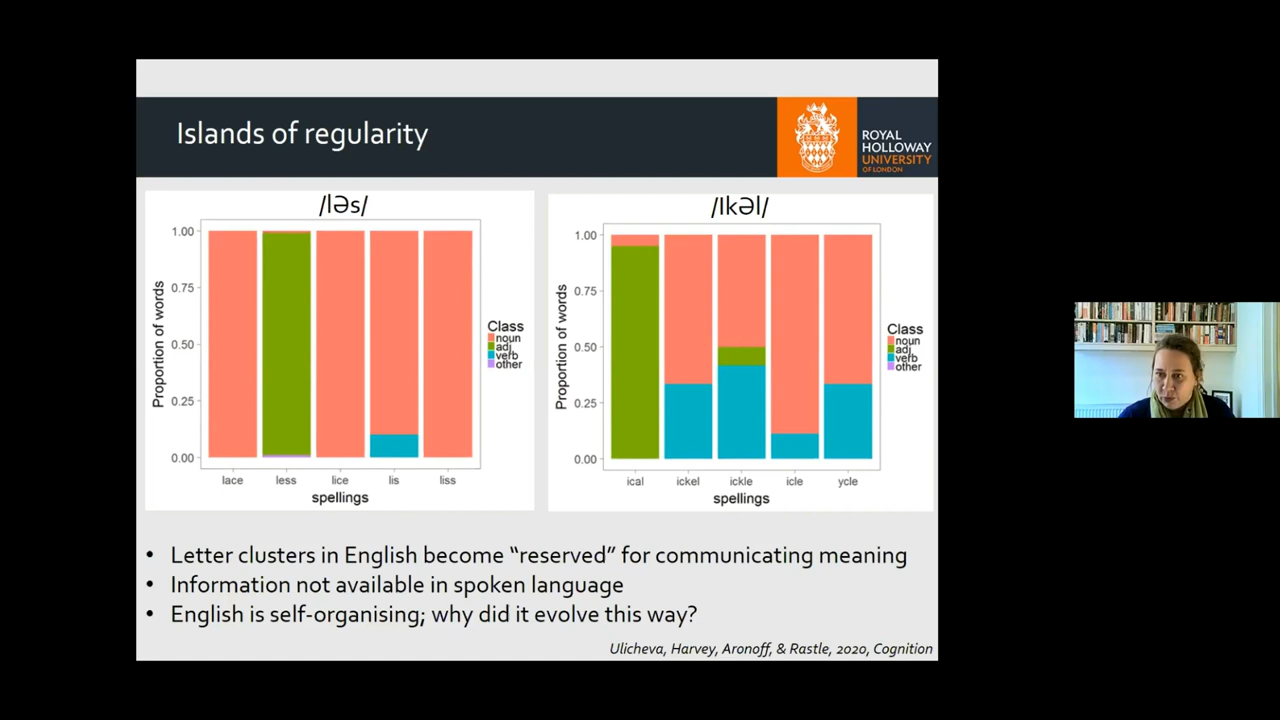 Islands of regularity
ROYAL
HOLLOWAY
UNIVERSITY
OF LONDON
/lƏs/
1.00
0.75
0.50
0.25
0.00
Proportion of words
lace less lice lis liss
spellings
Class
noun
adj
verb
other
/IkƏl/
1.00
0.75
0.50
0.25
0.00
Proportion of words
ical ickel ickle icle ycle
spellings
Class
noun
adj
verb
other
• Letter clusters in English become “reserved” for communicating meaning
• Information not available in spoken language
• English is self-organising; why did it evolve this way?
Ulicheva, Harvey, Aronoff, & Rastle, 2020, Cognition